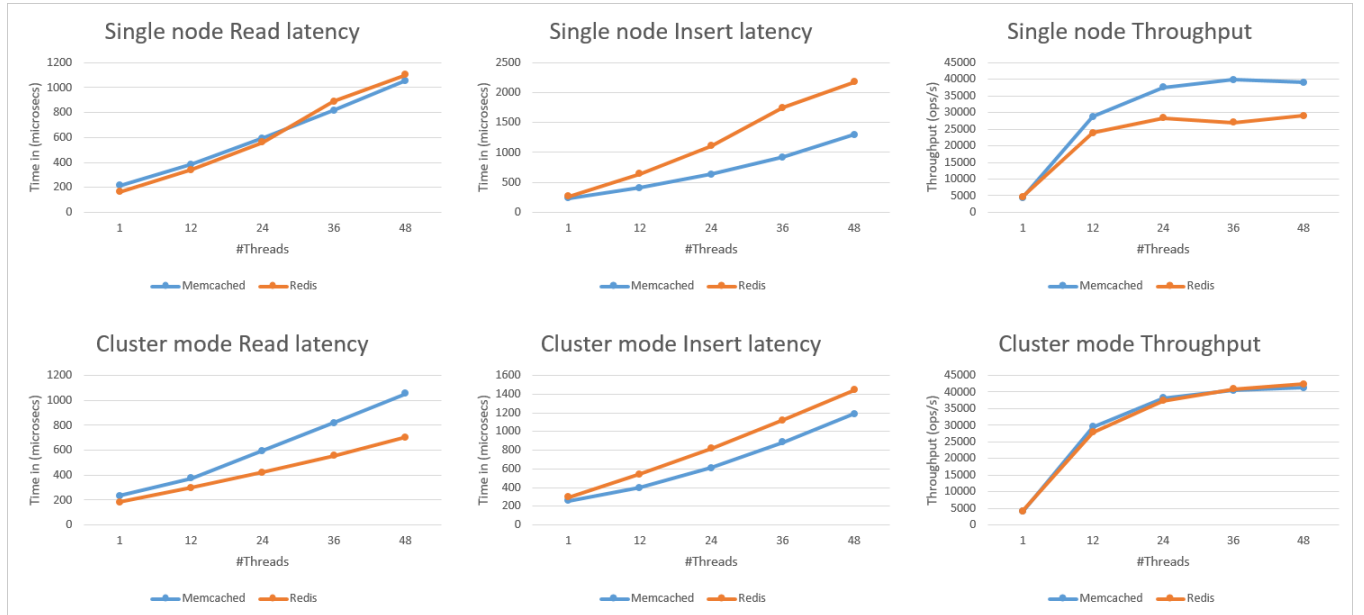 Single node Read latency
Time in (microsecs)
1200
1000
800
600
400
200
0
1 12 24 36 48
#Threads
Memcached Redis
Single node Insert latency
Time in (microsecs)
2500
2000
1500
1000
500
0
1 12 24 36 48
#Threads
Memcached Redis
Single node Throughput
Throughput (ops/s)
45000
40000
35000
30000
25000
20000
15000
10000
5000
0
1 12 24 36 48
#Threads
Memcached Redis
Cluster mode Read latency
Time in (microsecs)
1200
1000
800
600
400
200
0
1 12 24 36 48
#Threads
Memcached Redis
Cluster mode Insert latency
Time in (microsecs)
1600
1400
1200
1000
800
600
400
200
0
1 12 24 36 48
#Threads
Memcached Redis
Cluster mode Throughput
Throughput (ops/s)
45000
40000
35000
30000
25000
20000
15000
10000
5000
0
1 12 24 36 48
#Threads
Memcached Redis